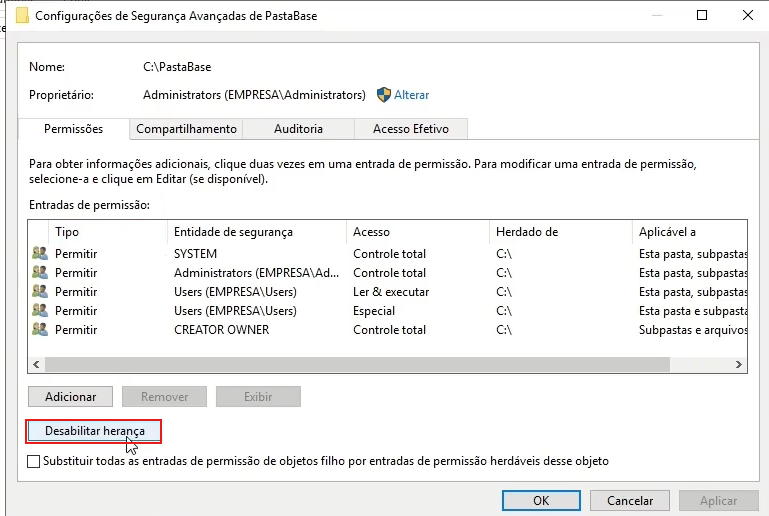 Configurações de Segurança Avançadas de PastaBase
Nome: C:\PastaBase
Proprietário: Administrators (EMPRESA\Administrators) Alterar
Permissões Compartilhamento Auditoria Acesso Efetivo
Para obter informações adicionais, clique duas vezes em uma entrada de permissão. Para modificar uma entrada de permissão,
selecione-a e clique em Editar (se disponível).
Entradas de permissão:
Tipo Entidade de segurança Acesso Herdado de Aplicável a
Permitir SYSTEM Controle total C:\ Esta pasta, subpastas
Permitir Administrators (EMPRESA\Ad... Controle total C:\ Esta pasta, subpastas
Permitir Users (EMPRESA\Users) Ler & executar C:\ Esta pasta, subpastas
Permitir Users (EMPRESA\Users) Especial C:\ Esta pasta e subpasta
Permitir CREATOR OWNER Controle total C:\ Subpastas e arquivos
Adicionar Remover Exibir
Desabilitar herança
Substituir todas as entradas de permissão de objetos filho por entradas de permissão herdáveis desse objeto
OK Cancelar Aplicar